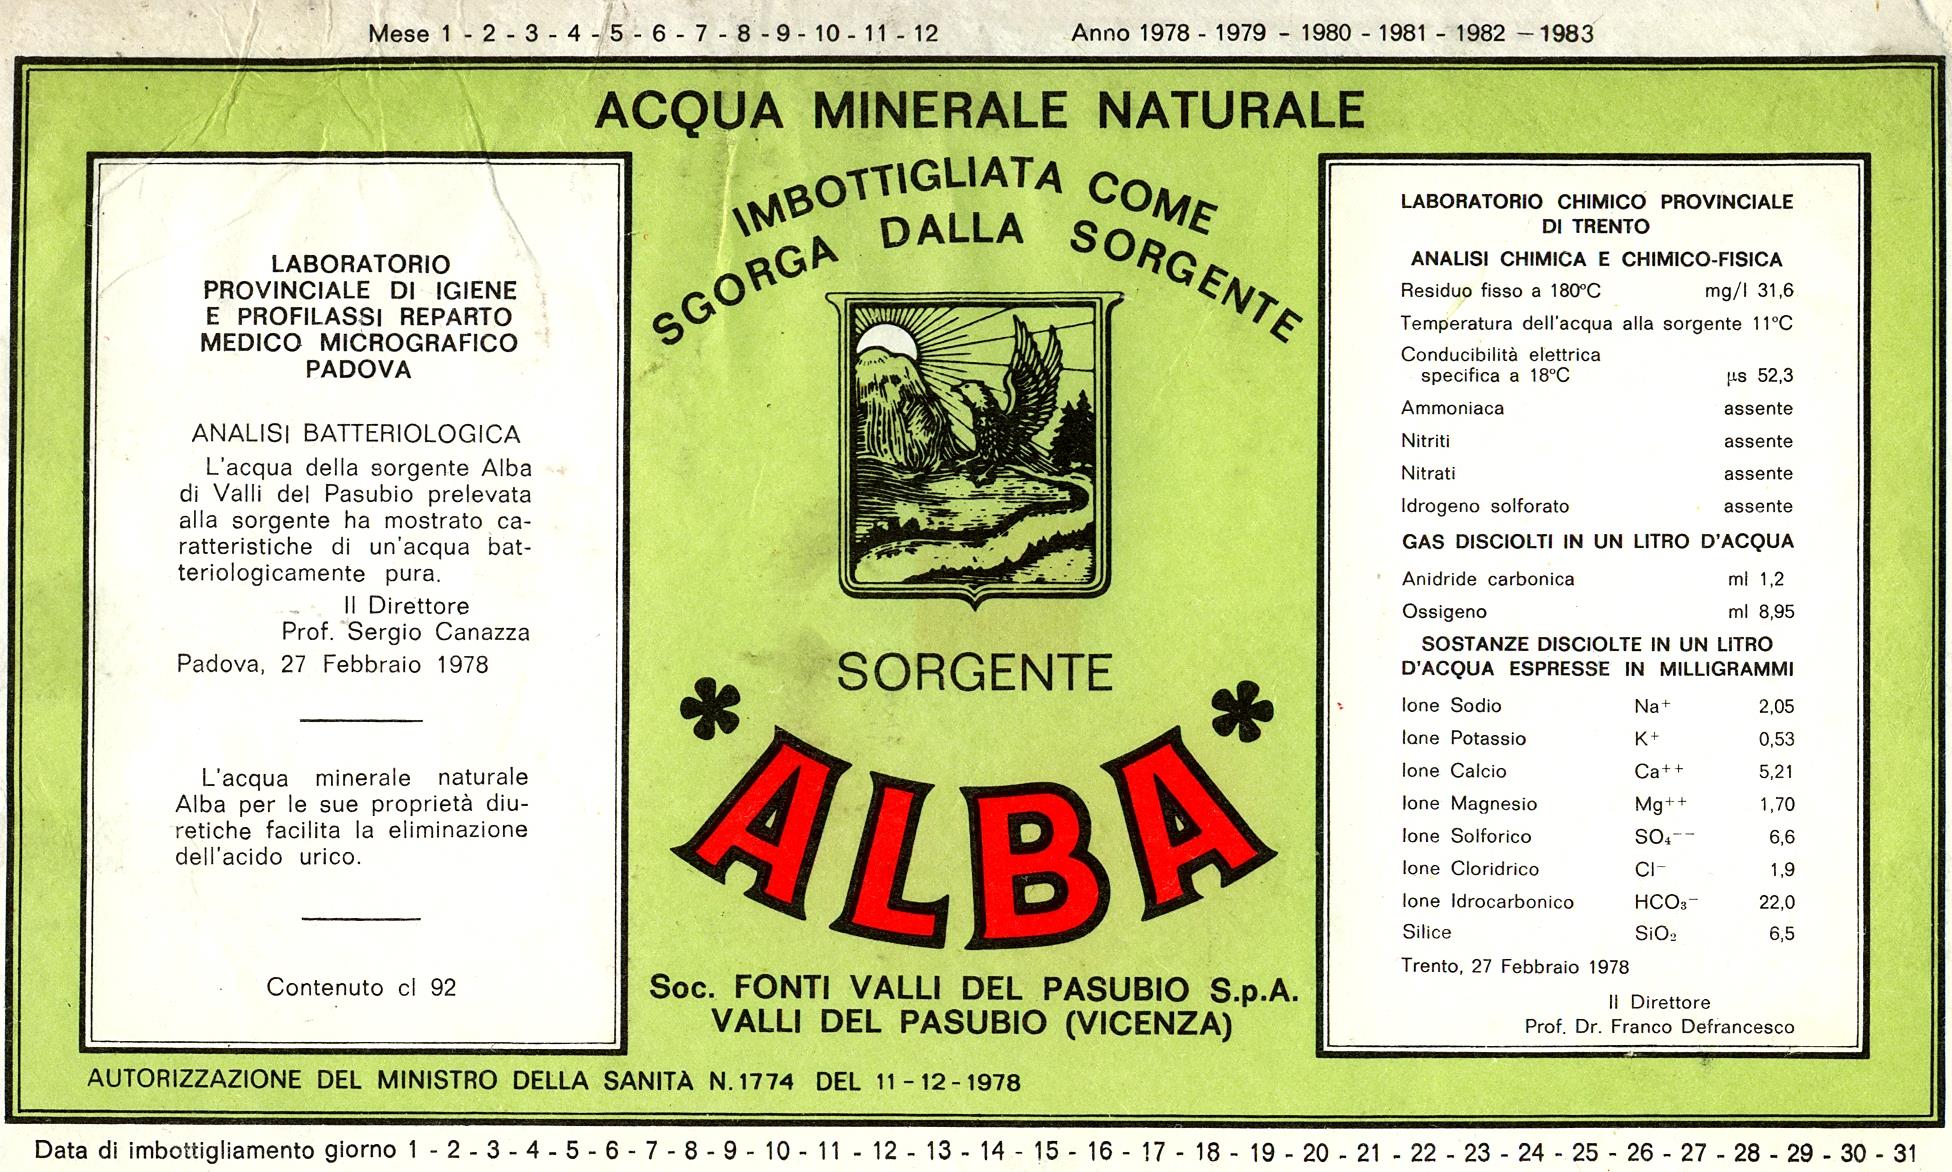 Mese 1 - 2 - 3 - 4 - 5 - 6 - 7 - 8 - 9 - 10 - 11 - 12 Anno 1978 - 1979 - 1980 - 1981 - 1982 - 1983
ACQUA MINERALE NATURALE
IMBOTTIGLIATA COME
SGORGA DALLA SORGENTE
LABORATORIO
PROVINCIALE DI IGIENE
E PROFILASSI REPARTO
MEDICO MICROGRAFICO
PADOVA
ANALISI BATTERIOLOGICA
L'acqua della sorgente Alba
di Valli del Pasubio prelevata
alla sorgente ha mostrato ca-
ratteristiche di un'acqua bat-
teriologicamente pura.
Il Direttore
Prof. Sergio Canazza
Padova, 27 Febbraio 1978
L'acqua minerale naturale
Alba per le sue proprietà diu-
retiche facilita la eliminazione
dell'acido urico.
Contenuto cl 92
SORGENTE
ALBA
Soc. FONTI VALLI DEL PASUBIO S.p.A.
VALLI DEL PASUBIO (VICENZA)
LABORATORIO CHIMICO PROVINCIALE
DI TRENTO
ANALISI CHIMICA E CHIMICO-FISICA
Residuo fisso a 180°C mg/l 31,6
Temperatura dell'acqua alla sorgente 11°C
Conducibilità elettrica
specifica a 18°C µs 52,3
Ammoniaca assente
Nitriti assente
Nitrati assente
Idrogeno solforato assente
GAS DISCIOLTI IN UN LITRO D'ACQUA
Anidride carbonica ml 1,2
Ossigeno ml 8,95
SOSTANZE DISCIOLTE IN UN LITRO
D'ACQUA ESPRESSE IN MILLIGRAMMI
Ione Sodio Na⁺ 2,05
Ione Potassio K⁺ 0,53
Ione Calcio Ca⁺⁺ 5,21
Ione Magnesio Mg⁺⁺ 1,70
Ione Solforico SO₄⁻⁻ 6,6
Ione Cloridrico Cl⁻ 1,9
Ione Idrocarbonico HCO₃⁻ 22,0
Silice SiO₂ 6,5
Trento, 27 Febbraio 1978
Il Direttore
Prof. Dr. Franco Defrancesco
AUTORIZZAZIONE DEL MINISTRO DELLA SANITÀ N. 1774 DEL 11-12-1978
Data di imbottigliamento giorno 1 - 2 - 3 - 4 - 5 - 6 - 7 - 8 - 9 - 10 - 11 - 12 - 13 - 14 - 15 - 16 - 17 - 18 - 19 - 20 - 21 - 22 - 23 - 24 - 25 - 26 - 27 - 28 - 29 - 30 - 31